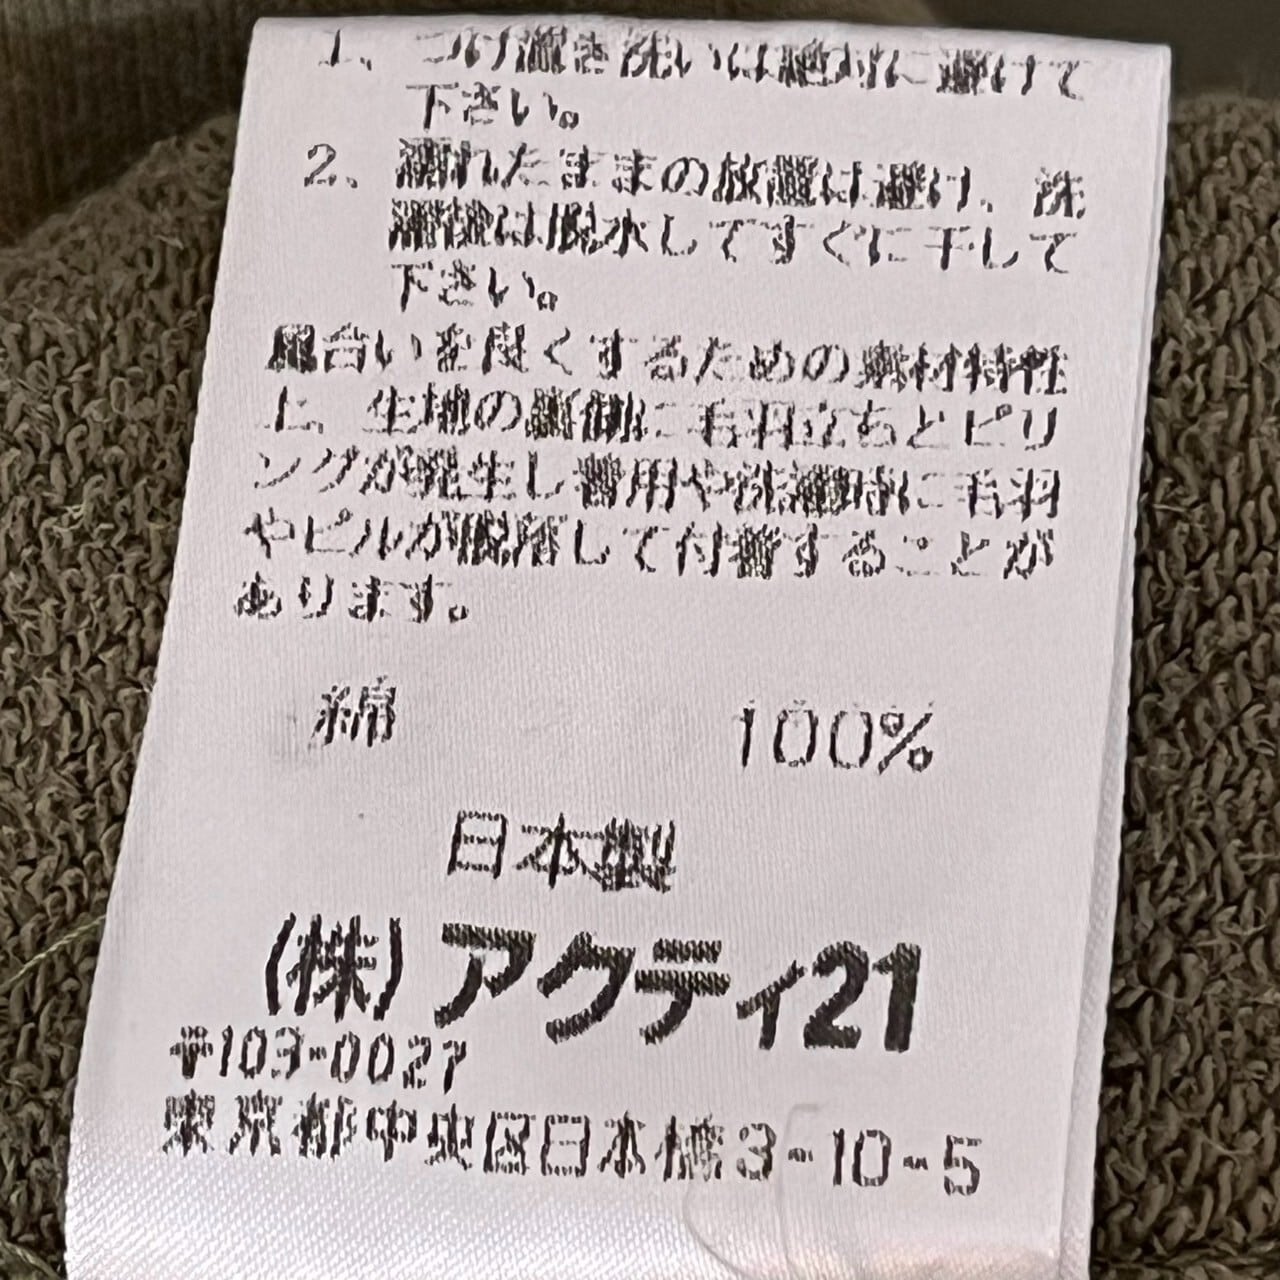 1、つけ置き洗いは絶対に避けて
下さい。
2、濡れたままの放置は避け、洗
濯後は脱水してすぐに干して
下さい。
風合いを良くするための素材特性
上、生地の裏側に毛羽立ちとピリ
ングが発生し着用や洗濯時に毛羽
やピルが脱落して付着することが
あります。
綿 100%
日本製
(株)アクティ21
〒103-0027
東京都中央区日本橋3-10-5